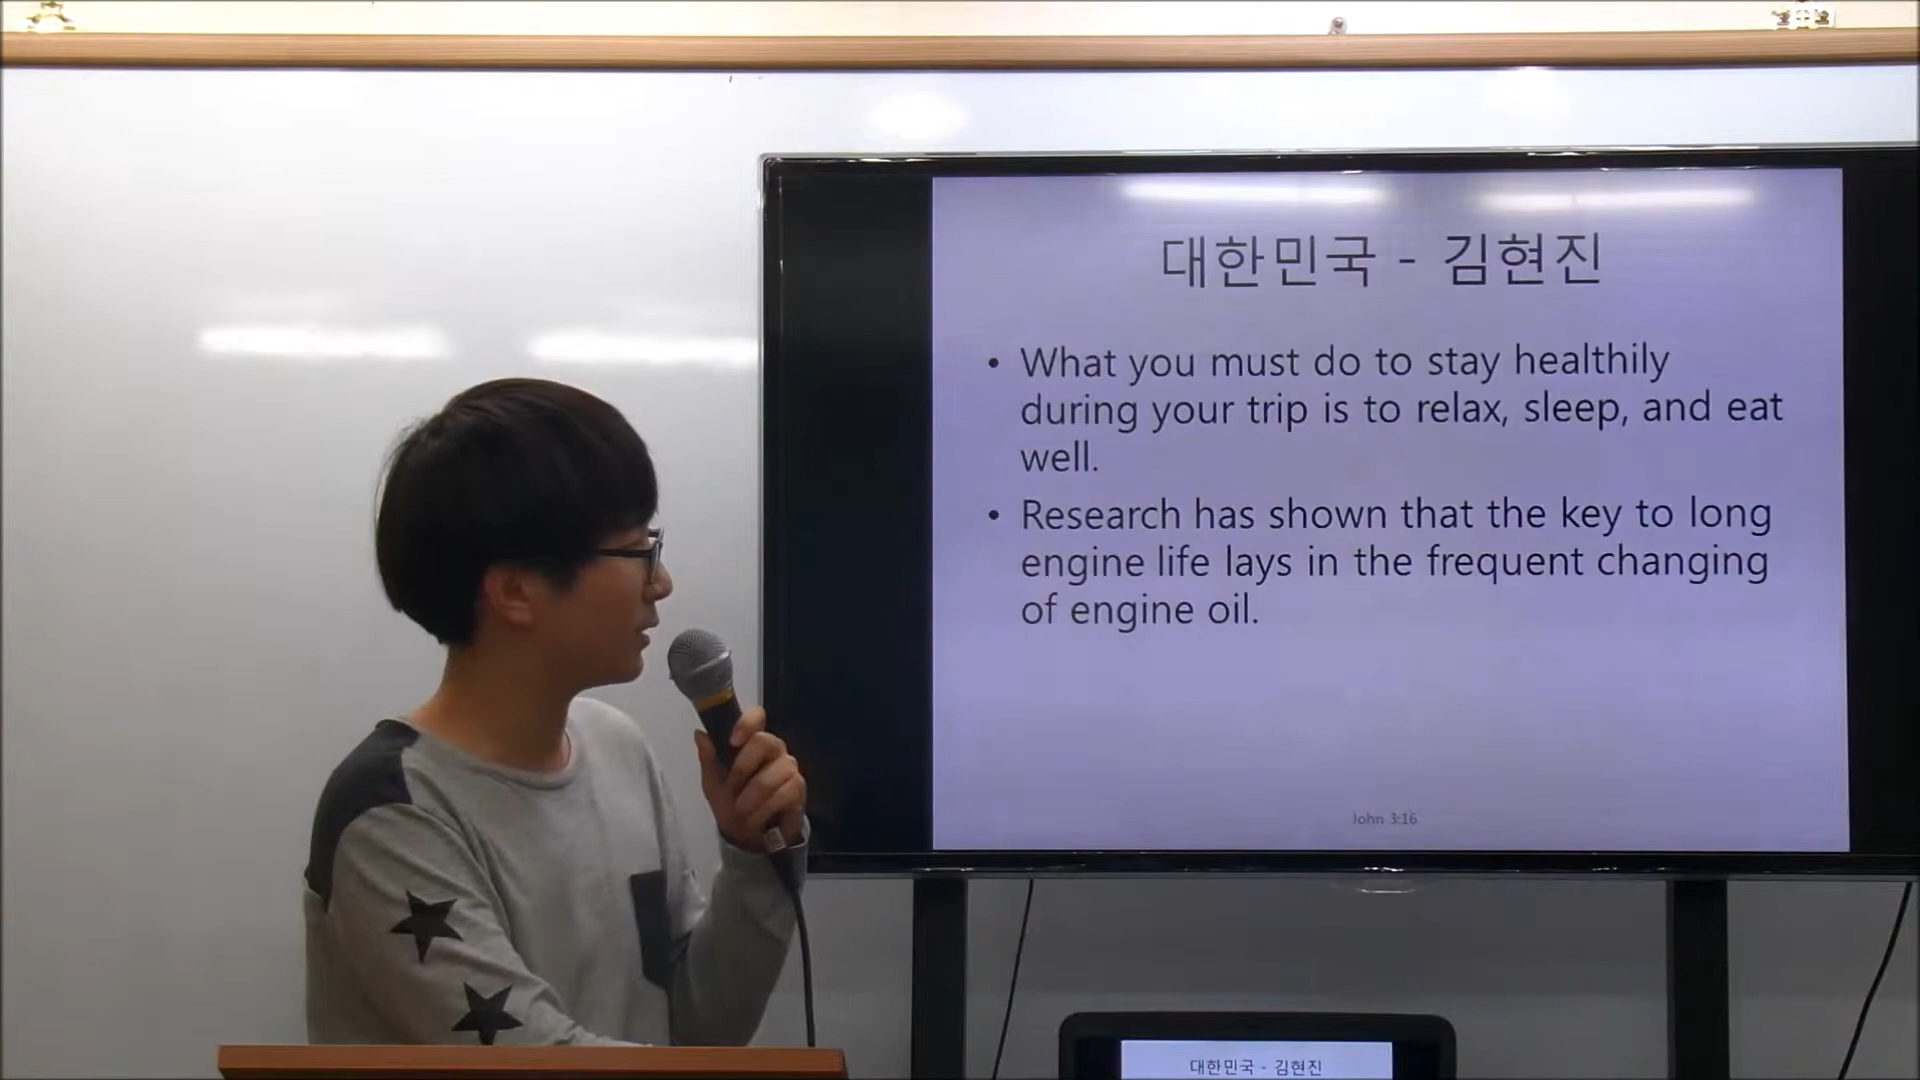 대한민국 - 김현진
• What you must do to stay healthily
during your trip is to relax, sleep, and eat
well.
• Research has shown that the key to long
engine life lays in the frequent changing
of engine oil.
John 3:16
대한민국 - 김현진